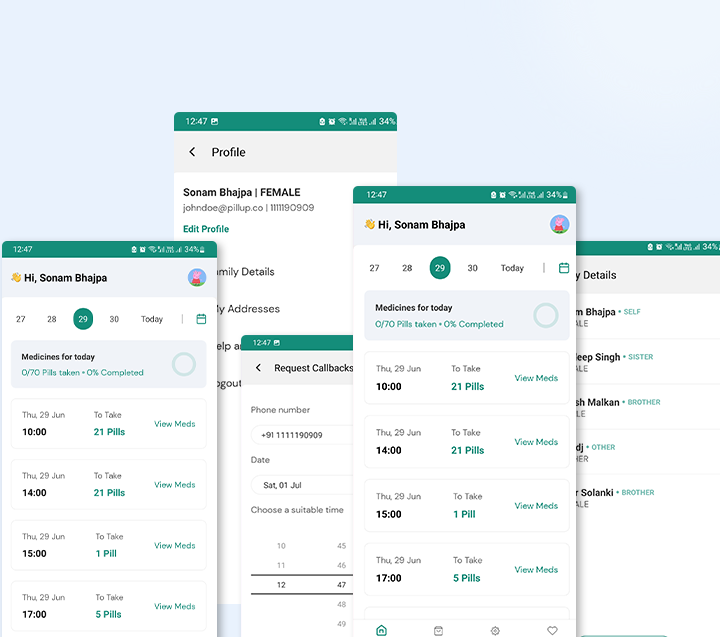 12:47 34%
Profile
Sonam Bhajpa | FEMALE
johndoe@pillup.co | 1111190909
Edit Profile
amily Details
y Addresses
elp a
ogout
12:47 34%
Hi, Sonam Bhajpa
27 28 29 30 Today |
Medicines for today
0/70 Pills taken • 0% Completed
Thu, 29 Jun To Take
10:00 21 Pills View Meds
Thu, 29 Jun To Take
14:00 21 Pills View Meds
Thu, 29 Jun To Take
15:00 1 Pill View Meds
Thu, 29 Jun To Take
17:00 5 Pills View Meds
12:47
Request Callbacks
Phone number
+91 1111190909
Date
Sat, 01 Jul
Choose a suitable time
10 45
11 46
12 47
48
49
12:47 34%
Hi, Sonam Bhajpa
27 28 29 30 Today |
Medicines for today
0/70 Pills taken • 0% Completed
Thu, 29 Jun To Take
10:00 21 Pills View Meds
Thu, 29 Jun To Take
14:00 21 Pills View Meds
Thu, 29 Jun To Take
15:00 1 Pill View Meds
Thu, 29 Jun To Take
17:00 5 Pills View Meds
34%
y Details
m Bhajpa • SELF
ALE
deep Singh • SISTER
ALE
sh Malkan • BROTHER
LE
dj • OTHER
HER
r Solanki • BROTHER
ALE